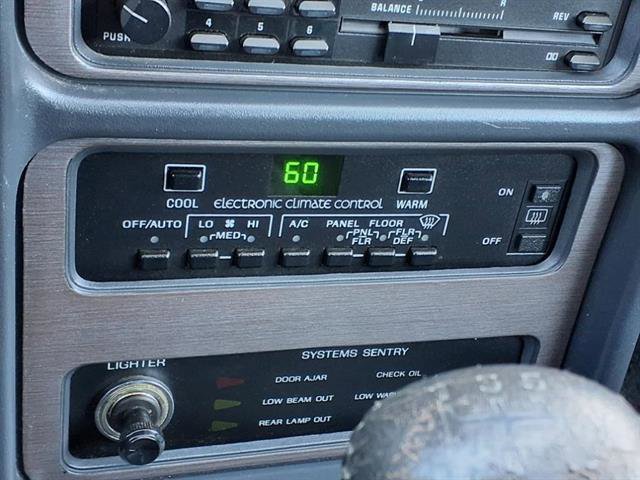 PUSH
4 5 6
BALANCE R
REV
60
COOL electronic climate control WARM
ON
OFF/AUTO LO HI A/C PANEL FLOOR
MED PNL FLR
FLR DEF
OFF
LIGHTER
SYSTEMS SENTRY
DOOR AJAR CHECK OIL
LOW BEAM OUT
REAR LAMP OUT